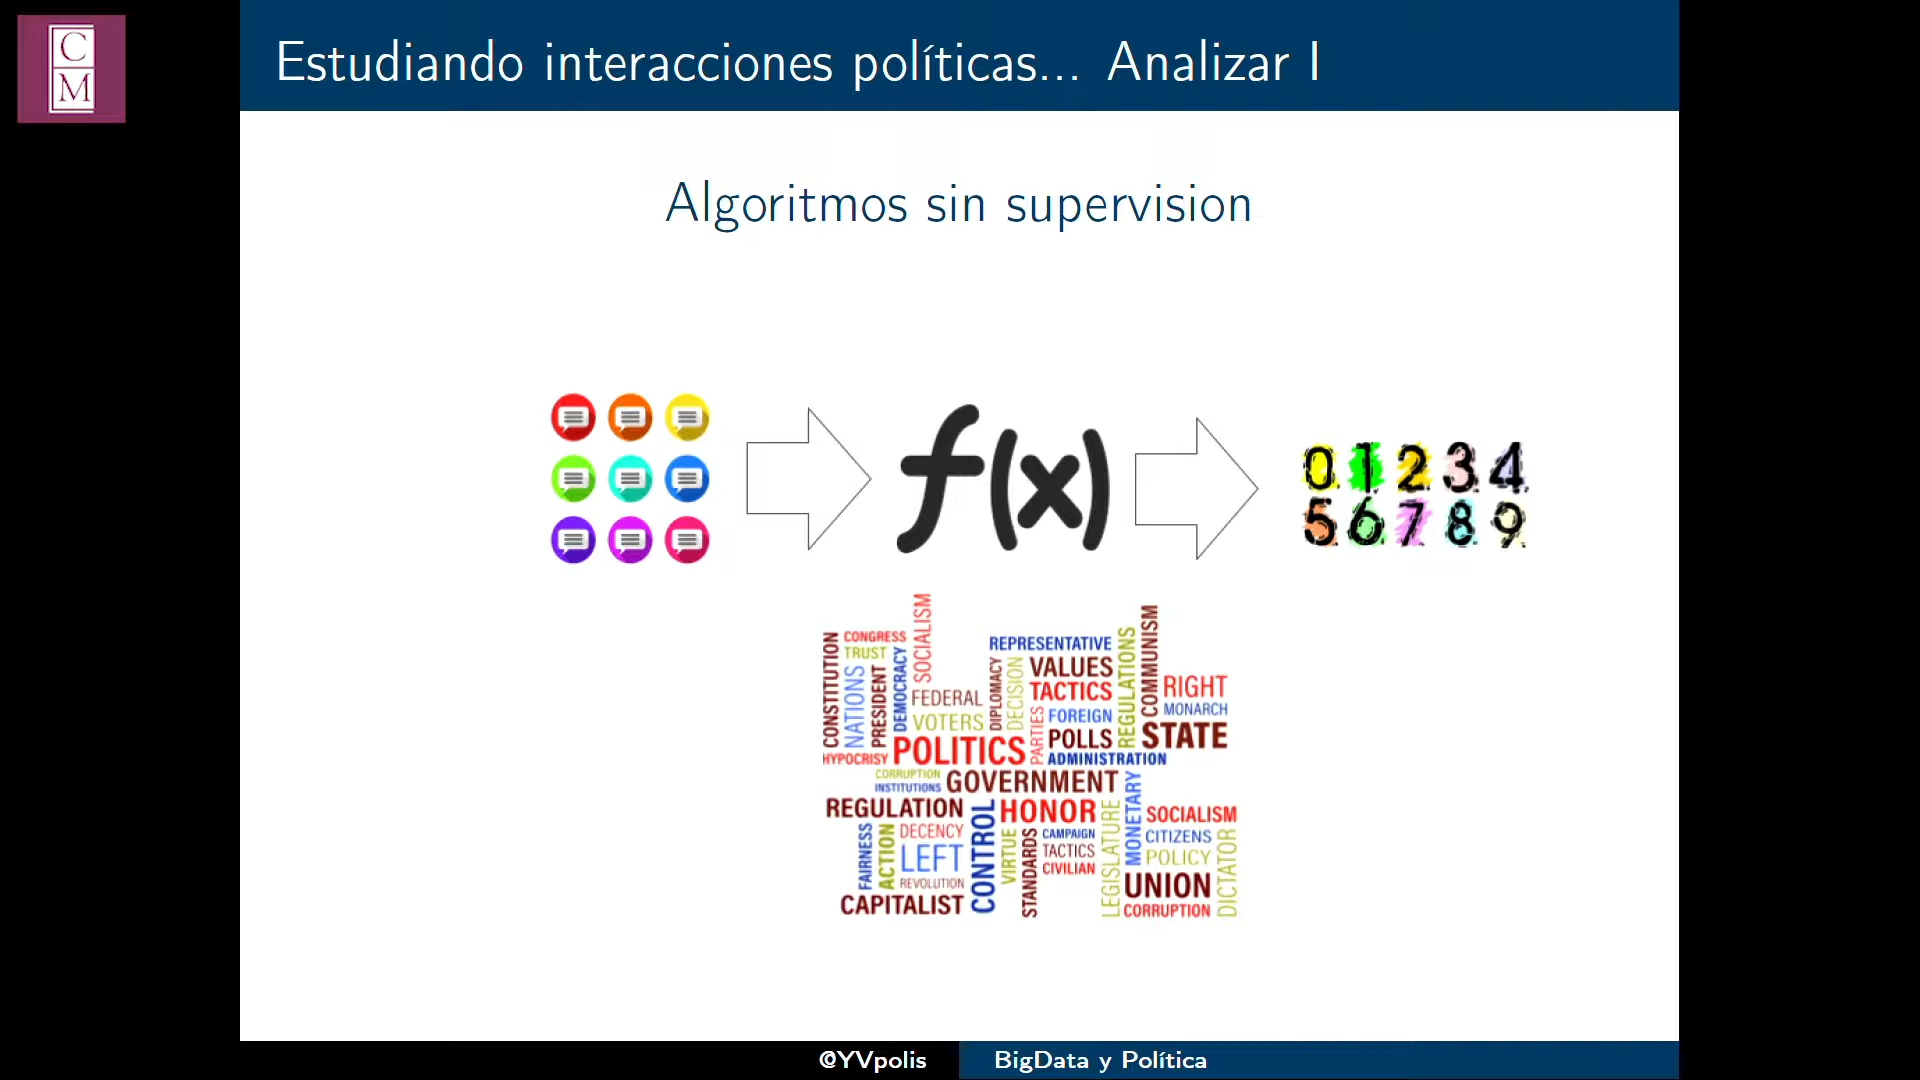 C
M
Estudiando interacciones políticas... Analizar I
Algoritmos sin supervision
f(x)
0 1 2 3 4
5 6 7 8 9
CONSTITUTION
CONGRESS
TRUST
NATIONS
PRESIDENT
DEMOCRACY
SOCIALISM
FEDERAL
VOTERS
HYPOCRISY
POLITICS
REPRESENTATIVE
DIPLOMACY
DECISION
VALUES
TACTICS
PARTIES
FOREIGN
POLLS
ADMINISTRATION
REGULATIONS
COMMUNISM
RIGHT
MONARCH
STATE
CORRUPTION
INSTITUTIONS
GOVERNMENT
REGULATION
FAIRNESS
ACTION
DECENCY
LEFT
REVOLUTION
CAPITALIST
CONTROL
HONOR
VIRTUE
STANDARDS
CAMPAIGN
TACTICS
CIVILIAN
LEGISLATURE
MONETARY
SOCIALISM
CITIZENS
POLICY
UNION
CORRUPTION
DICTATOR
@YVpolis
BigData y Política